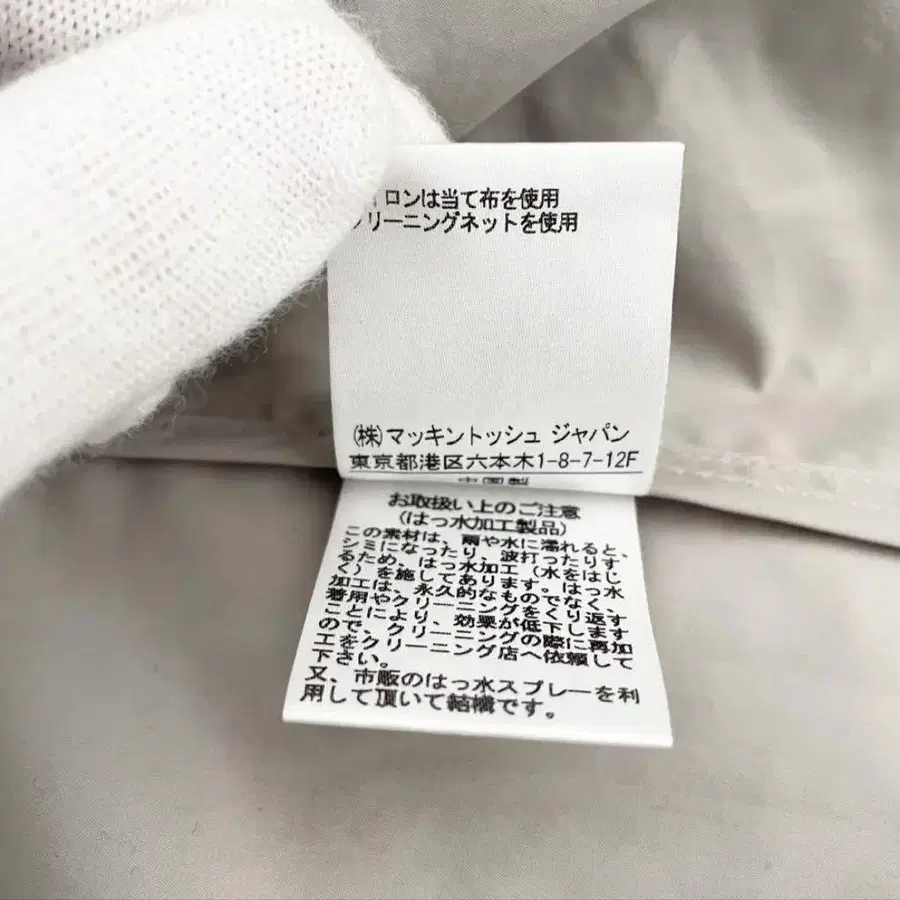 イロンは当て布を使用
クリーニングネットを使用
(株)マッキントッシュ ジャパン
東京都港区六本木1-8-7-12F
中国製
お取扱い上のご注意
(はっ水加工製品)
この素材は、雨や水に濡れると、
シミになったり、波打ったりす
るため、はっ水加工(水をはじ
く)を施してあります。はっ水
加工は、永久的なものでなく、
着用やクリーニングをくり返す
ことにより、効果が低下します
ので、クリーニングの際に再加
工をクリーニング店へ依頼して
下さい。
又、市販のはっ水スプレーを利
用して頂いて結構です。